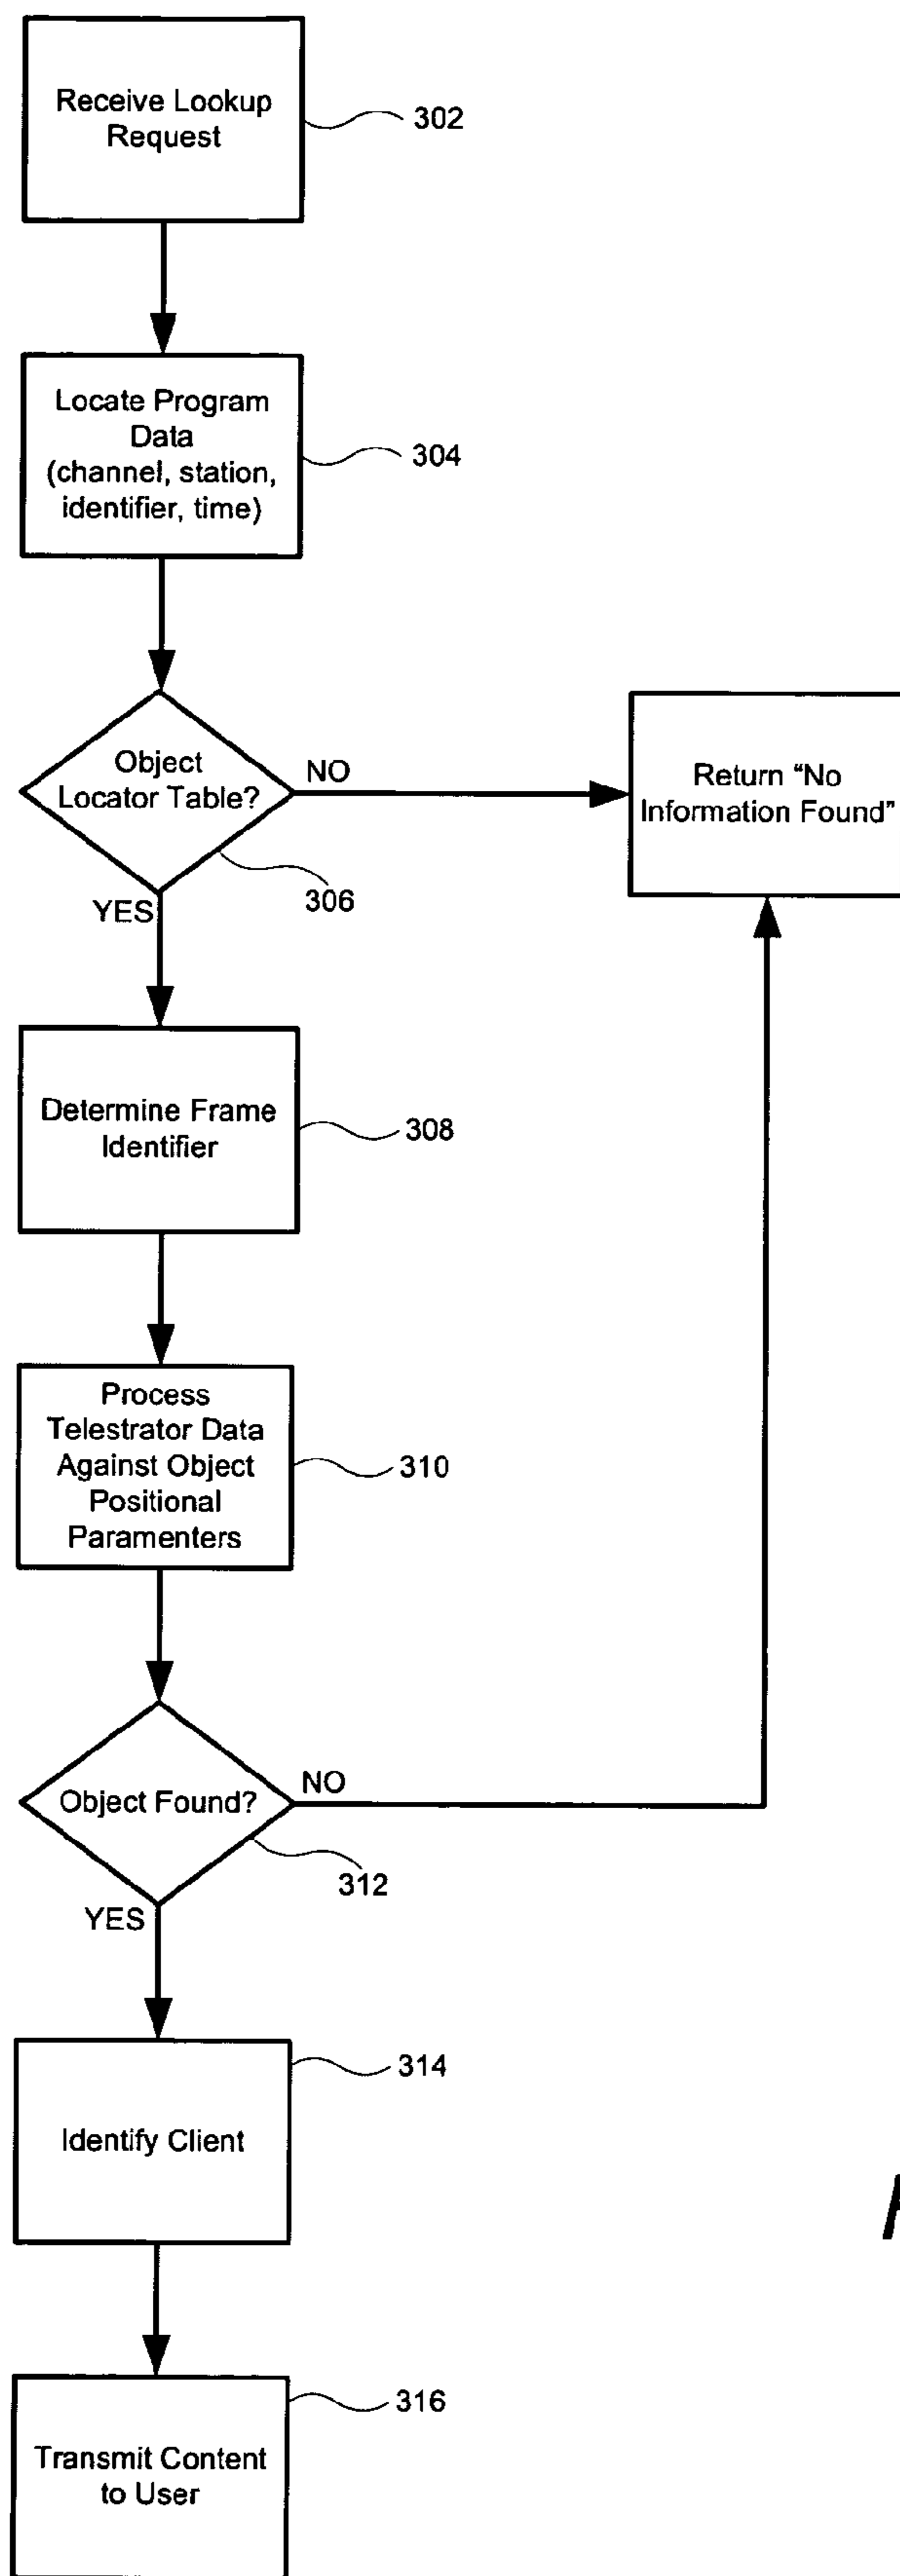 Receive Lookup
Request
302
Locate Program
Data
(channel, station,
identifier, time)
304
Object
Locator Table?
NO
306
YES
Return “No
Information Found”
Determine Frame
Identifier
308
Process
Telestrator Data
Against Object
Positional
Paramenters
310
Object Found?
NO
312
YES
314
Identify Client
316
Transmit Content
to User